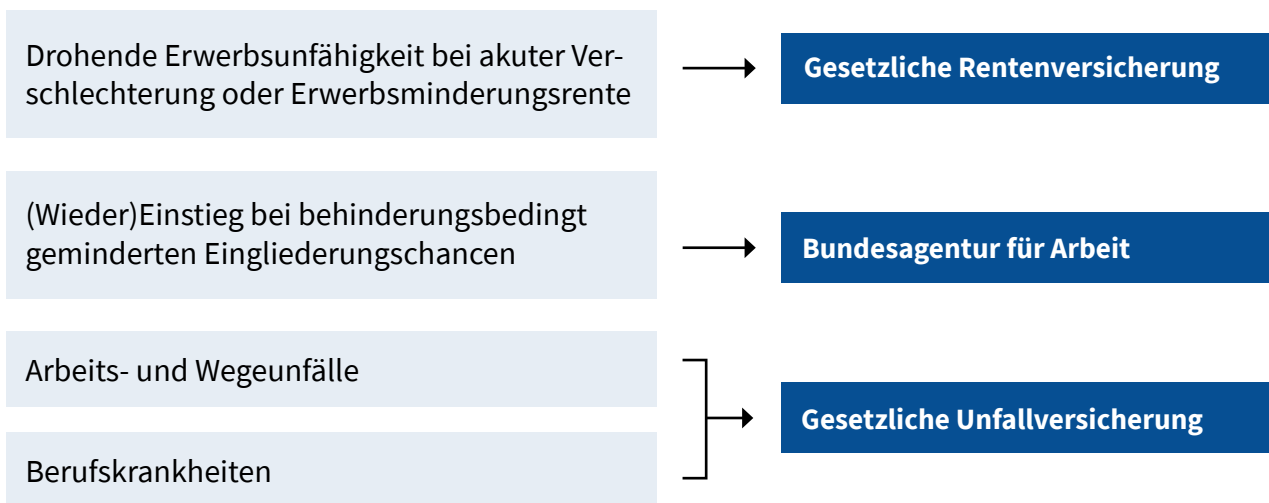 Drohende Erwerbsunfähigkeit bei akuter Ver-
schlechterung oder Erwerbsminderungsrente
Gesetzliche Rentenversicherung
(Wieder)Einstieg bei behinderungsbedingt
geminderten Eingliederungschancen
Bundesagentur für Arbeit
Arbeits- und Wegeunfälle
Berufskrankheiten
Gesetzliche Unfallversicherung